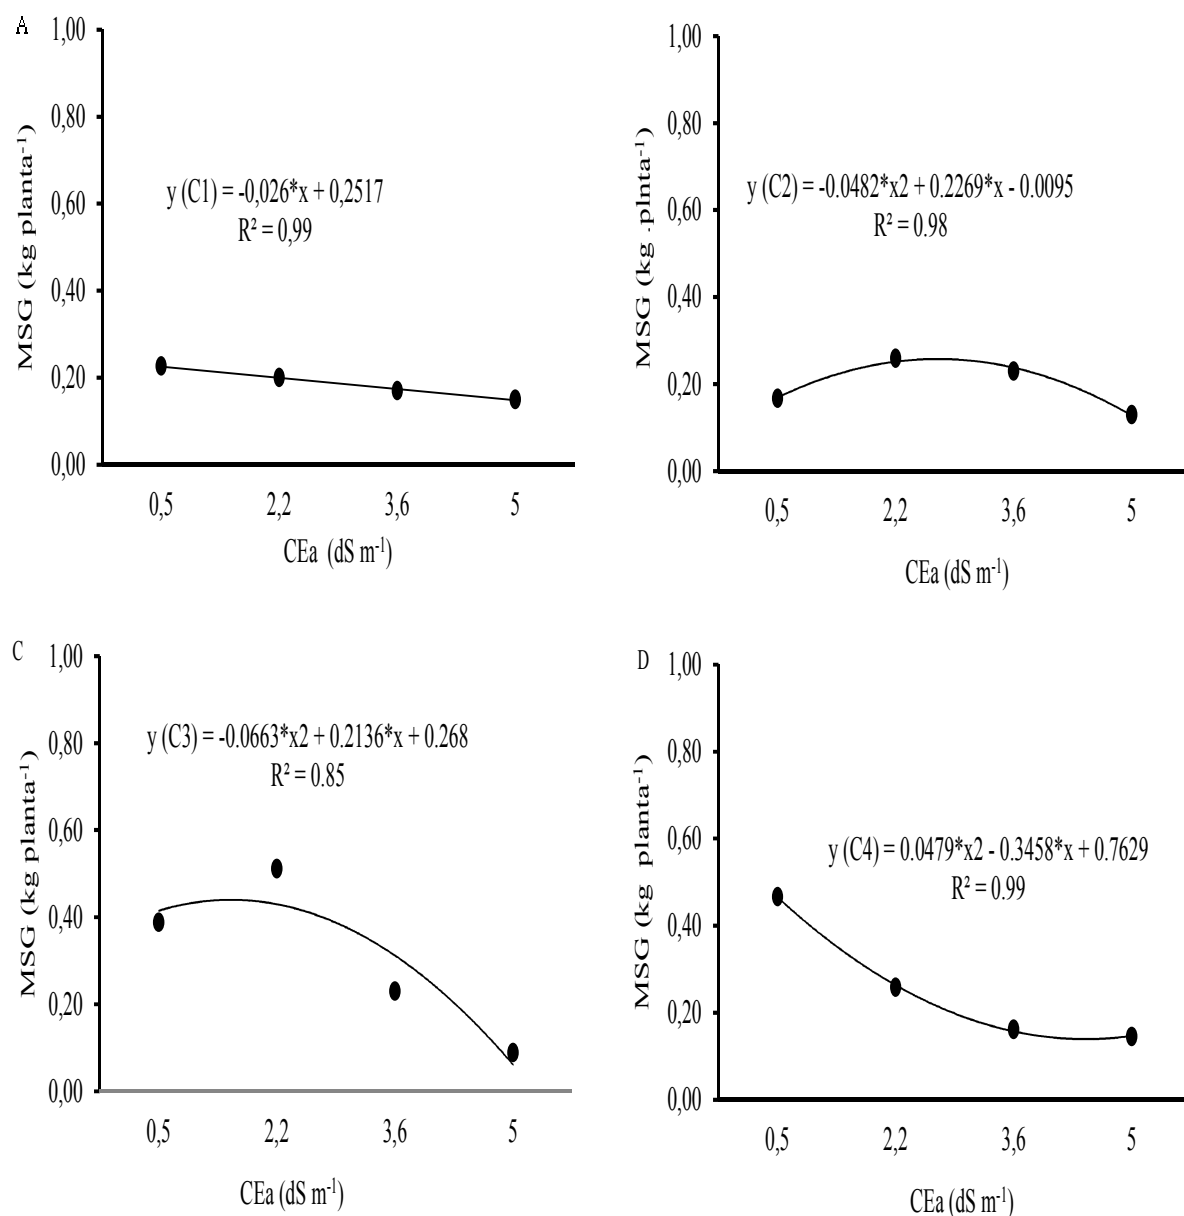 A
1,00
0,80
0,60
0,40
0,20
0,00
MSG (kg planta-1)
y (C1) = -0,026*x + 0,2517
R² = 0,99
0,5 2,2 3,6 5
CEa (dS m-1)
1,00
0,80
0,60
0,40
0,20
0,00
MSG (kg .plnta-1)
y (C2) = -0.0482*x2 + 0.2269*x - 0.0095
R² = 0.98
0,5 2,2 3,6 5
CEa (dS m-1)
C
1,00
0,80
0,60
0,40
0,20
0,00
MSG (kg planta-1)
y (C3) = -0.0663*x2 + 0.2136*x + 0.268
R² = 0.85
0,5 2,2 3,6 5
CEa (dS m-1)
D
1,00
0,80
0,60
0,40
0,20
0,00
MSG (kg planta-1)
y (C4) = 0.0479*x2 - 0.3458*x + 0.7629
R² = 0.99
0,5 2,2 3,6 5
CEa (dS m-1)